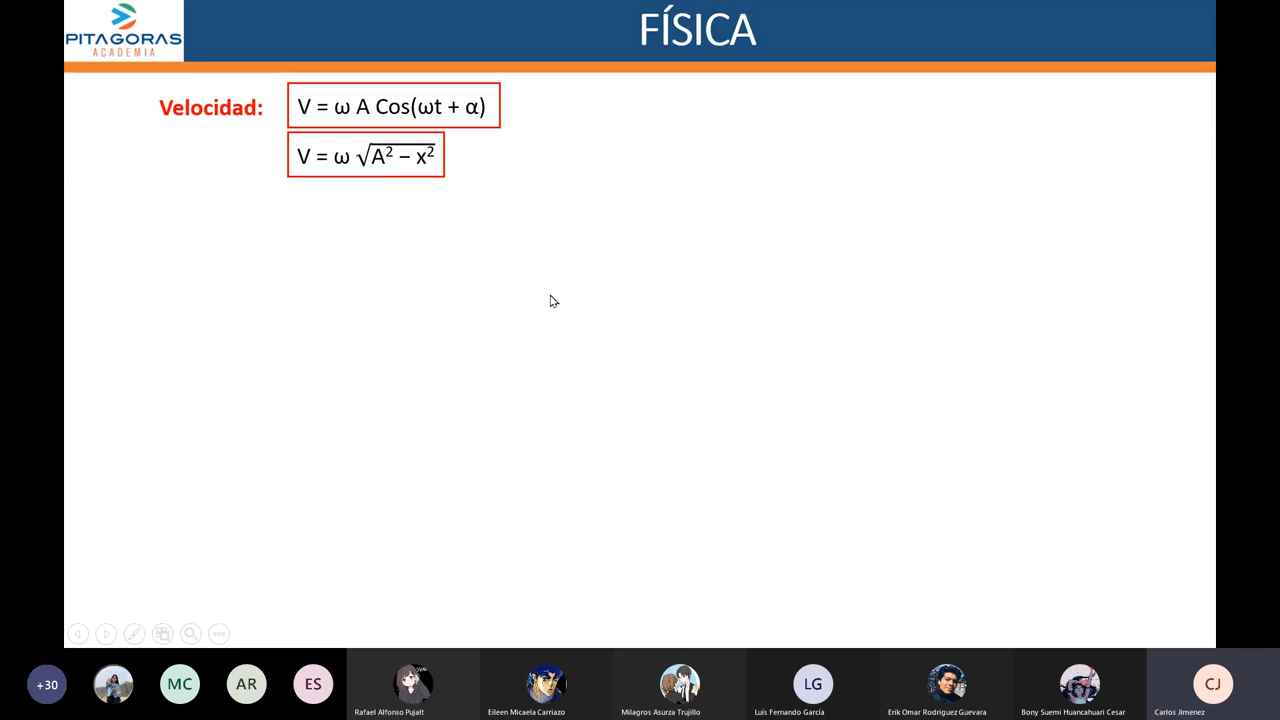 PITAGORAS
ACADEMIA
FÍSICA
Velocidad:
V = ω A Cos(ωt + α)
V = ω √A² − x²
+30
MC
AR
ES
LG
CJ
Rafael Alfonso Pujalt
Eileen Micaela Carriazo
Milagros Asurza Trujillo
Luis Fernando García
Erik Omar Rodriguez Guevara
Bony Suemi Huancahuari Cesar
Carlos Jimenez